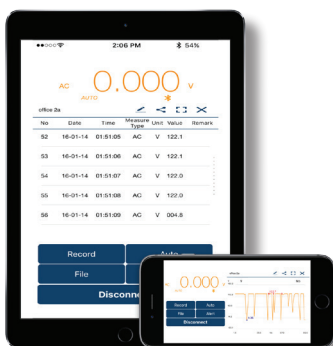 2:06 PM 54%
AC 0.000 V
AUTO
office 2a
No Date Time Measure Type Unit Value Remark
52 16-01-14 01:51:05 AC V 122.1
53 16-01-14 01:51:06 AC V 122.1
54 16-01-14 01:51:07 AC V 122.0
55 16-01-14 01:51:08 AC V 122.0
56 16-01-14 01:51:09 AC V 004.8
Record Auto
File
Disconne
0.000
Record Auto
File Alert
Disconnect